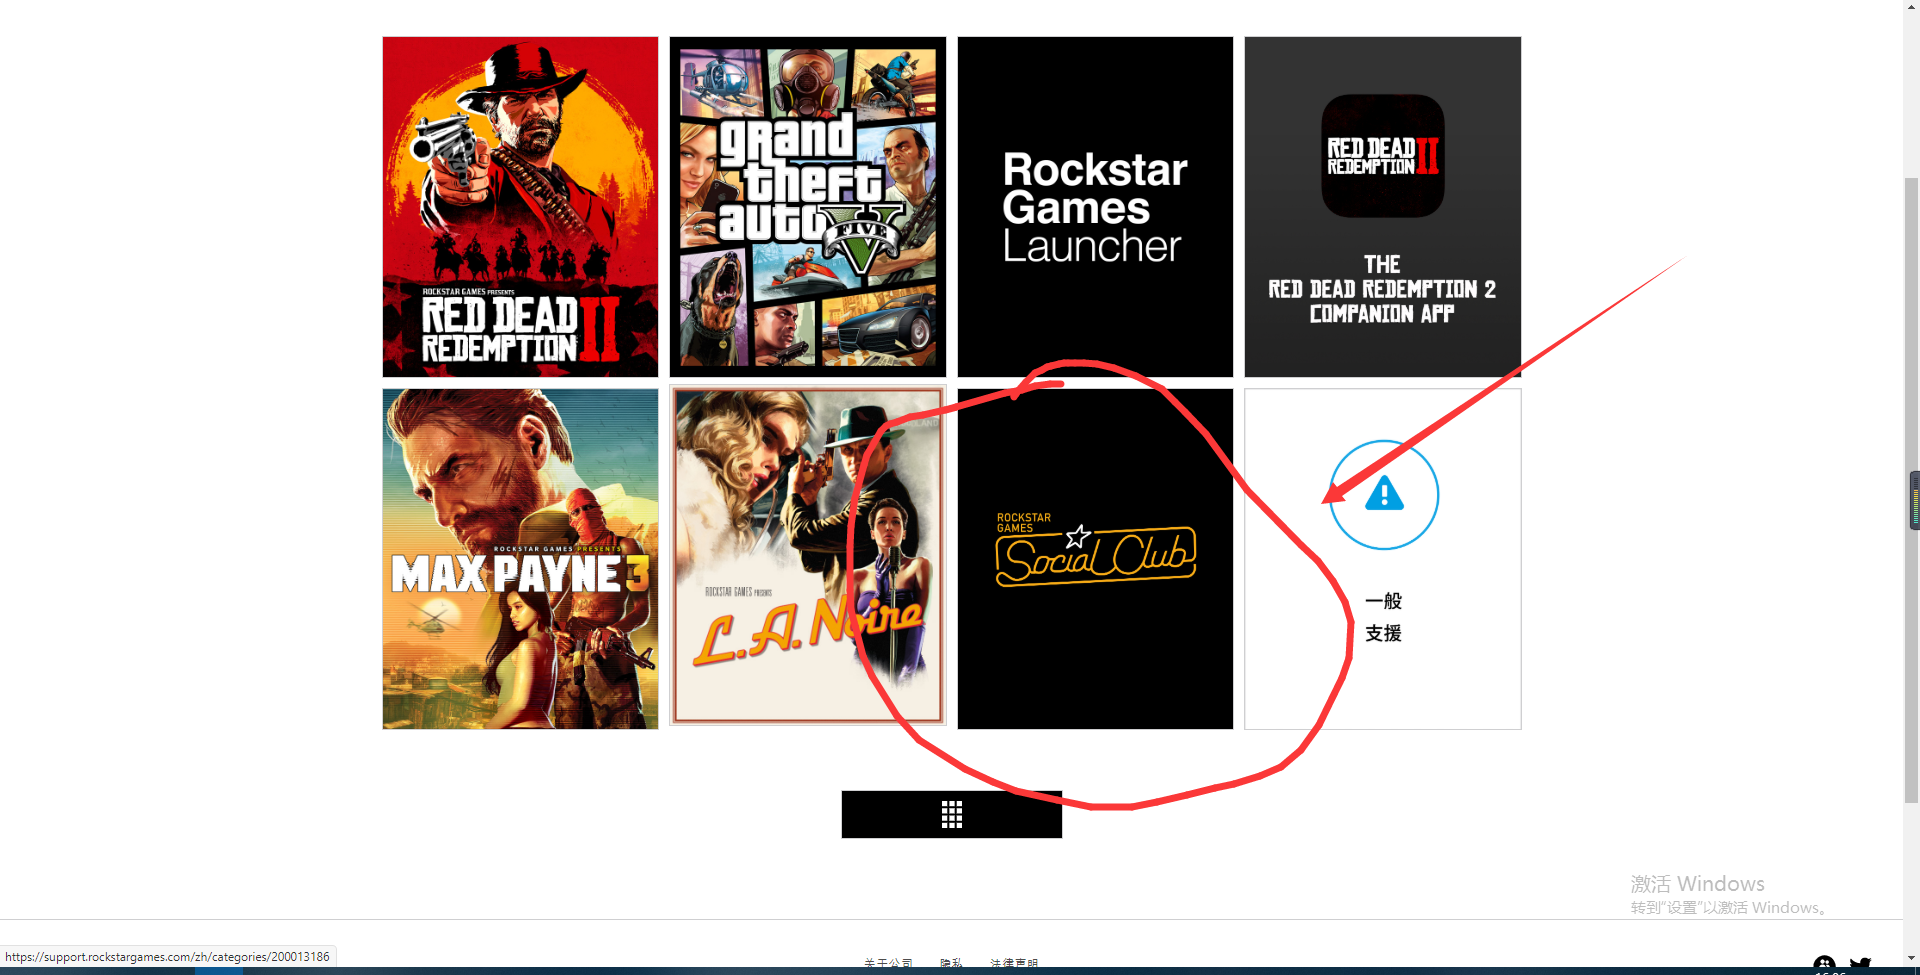 ROCKSTAR GAMES PRESENTS
RED DEAD
REDEMPTION II
grand
theft
auto V
FIVE
Rockstar
Games
Launcher
RED DEAD
REDEMPTION II
THE
RED DEAD REDEMPTION 2
COMPANION APP
ROCKSTAR GAMES PRESENTS
MAX PAYNE 3
ROCKSTAR GAMES PRESENTS
L.A. Noire
ROCKSTAR
GAMES
Social Club
一般
支援
激活 Windows
转到“设置”以激活 Windows。
https://support.rockstargames.com/zh/categories/200013186
关于公司 隐私 法律声明